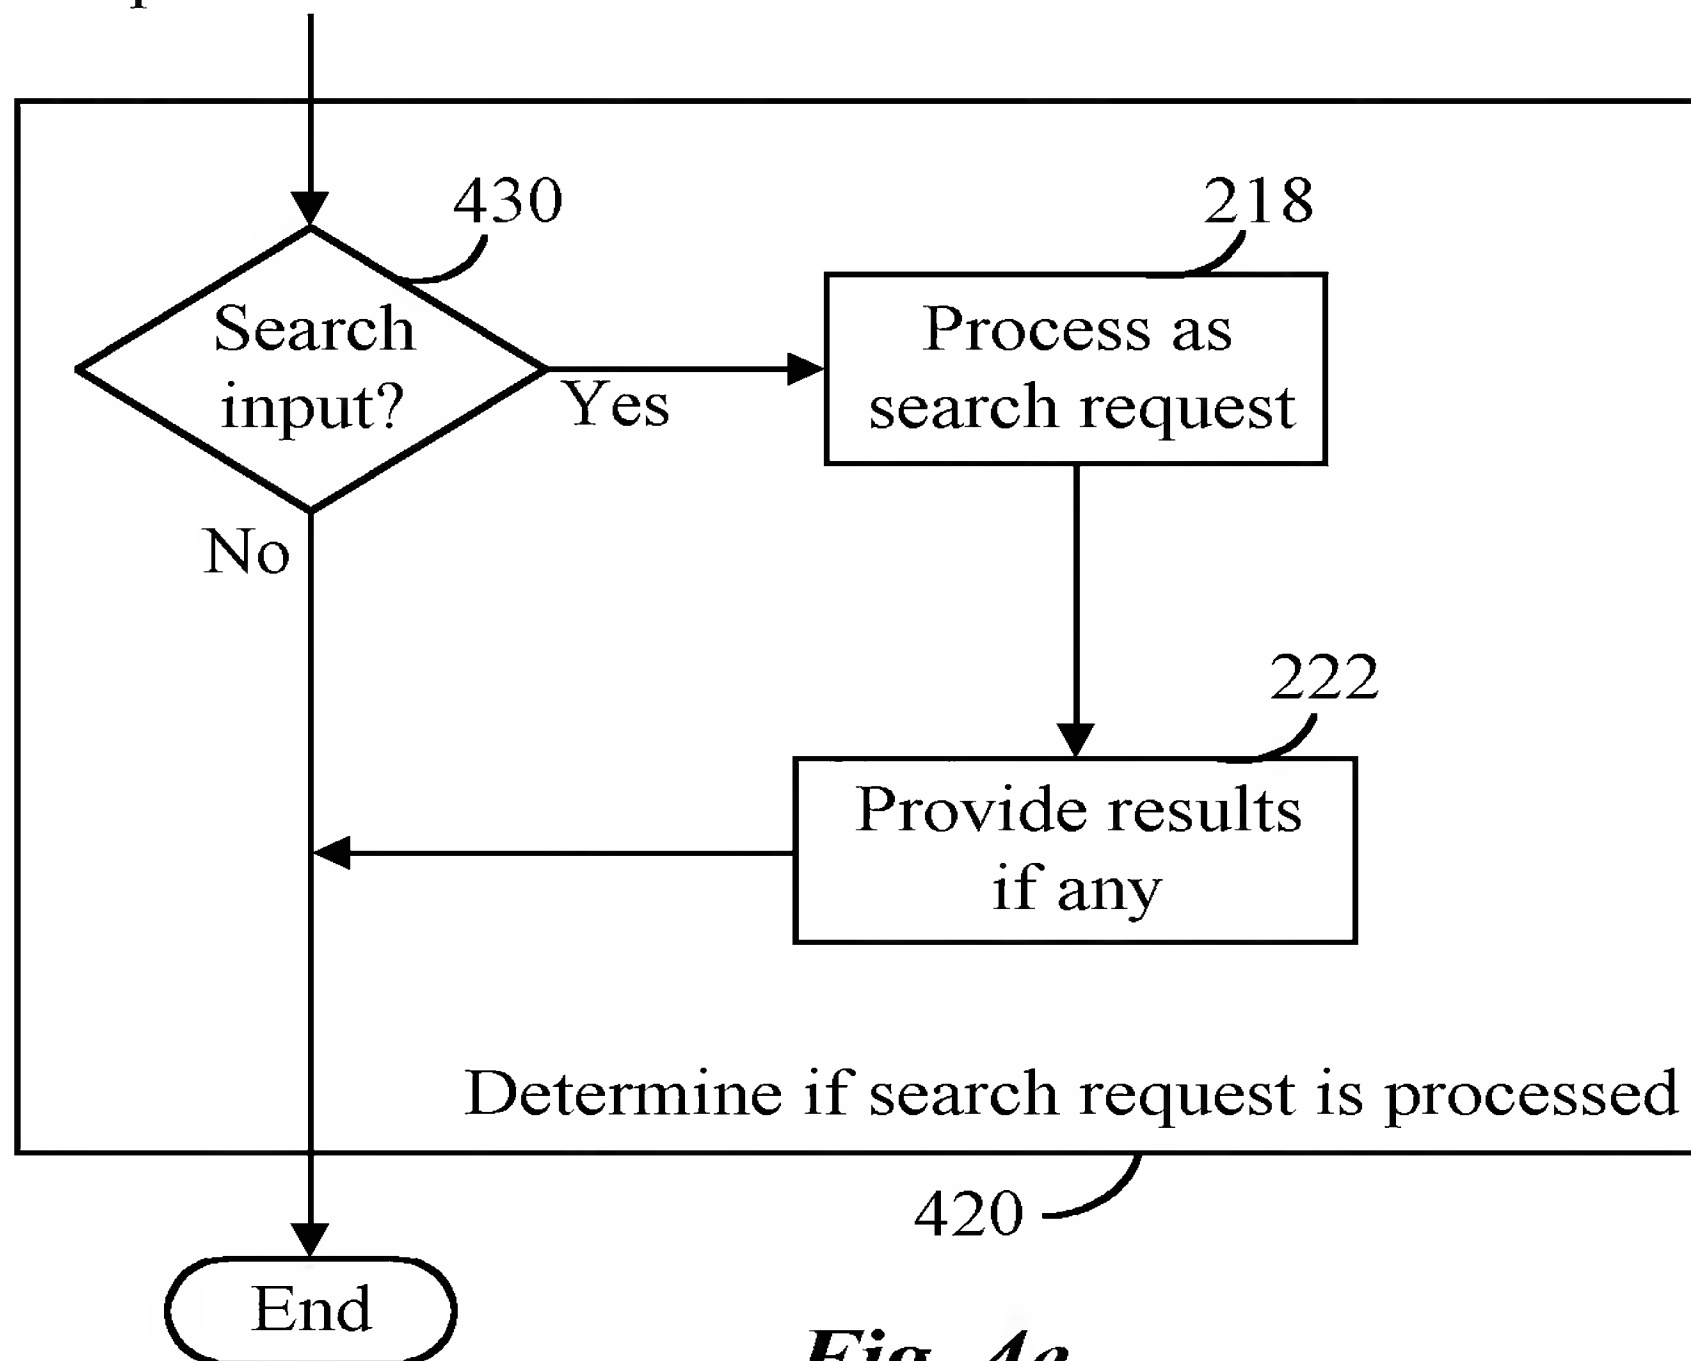 430
218
Search
input?
Process as
search request
Yes
No
222
Provide results
if any
Determine if search request is processed
420
End